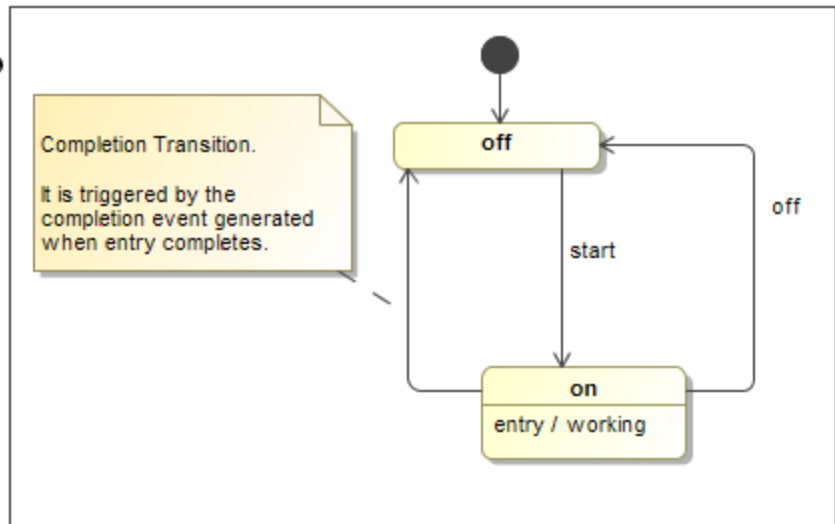 Completion Transition.
It is triggered by the
completion event generated
when entry completes.
off
off
start
on
entry / working